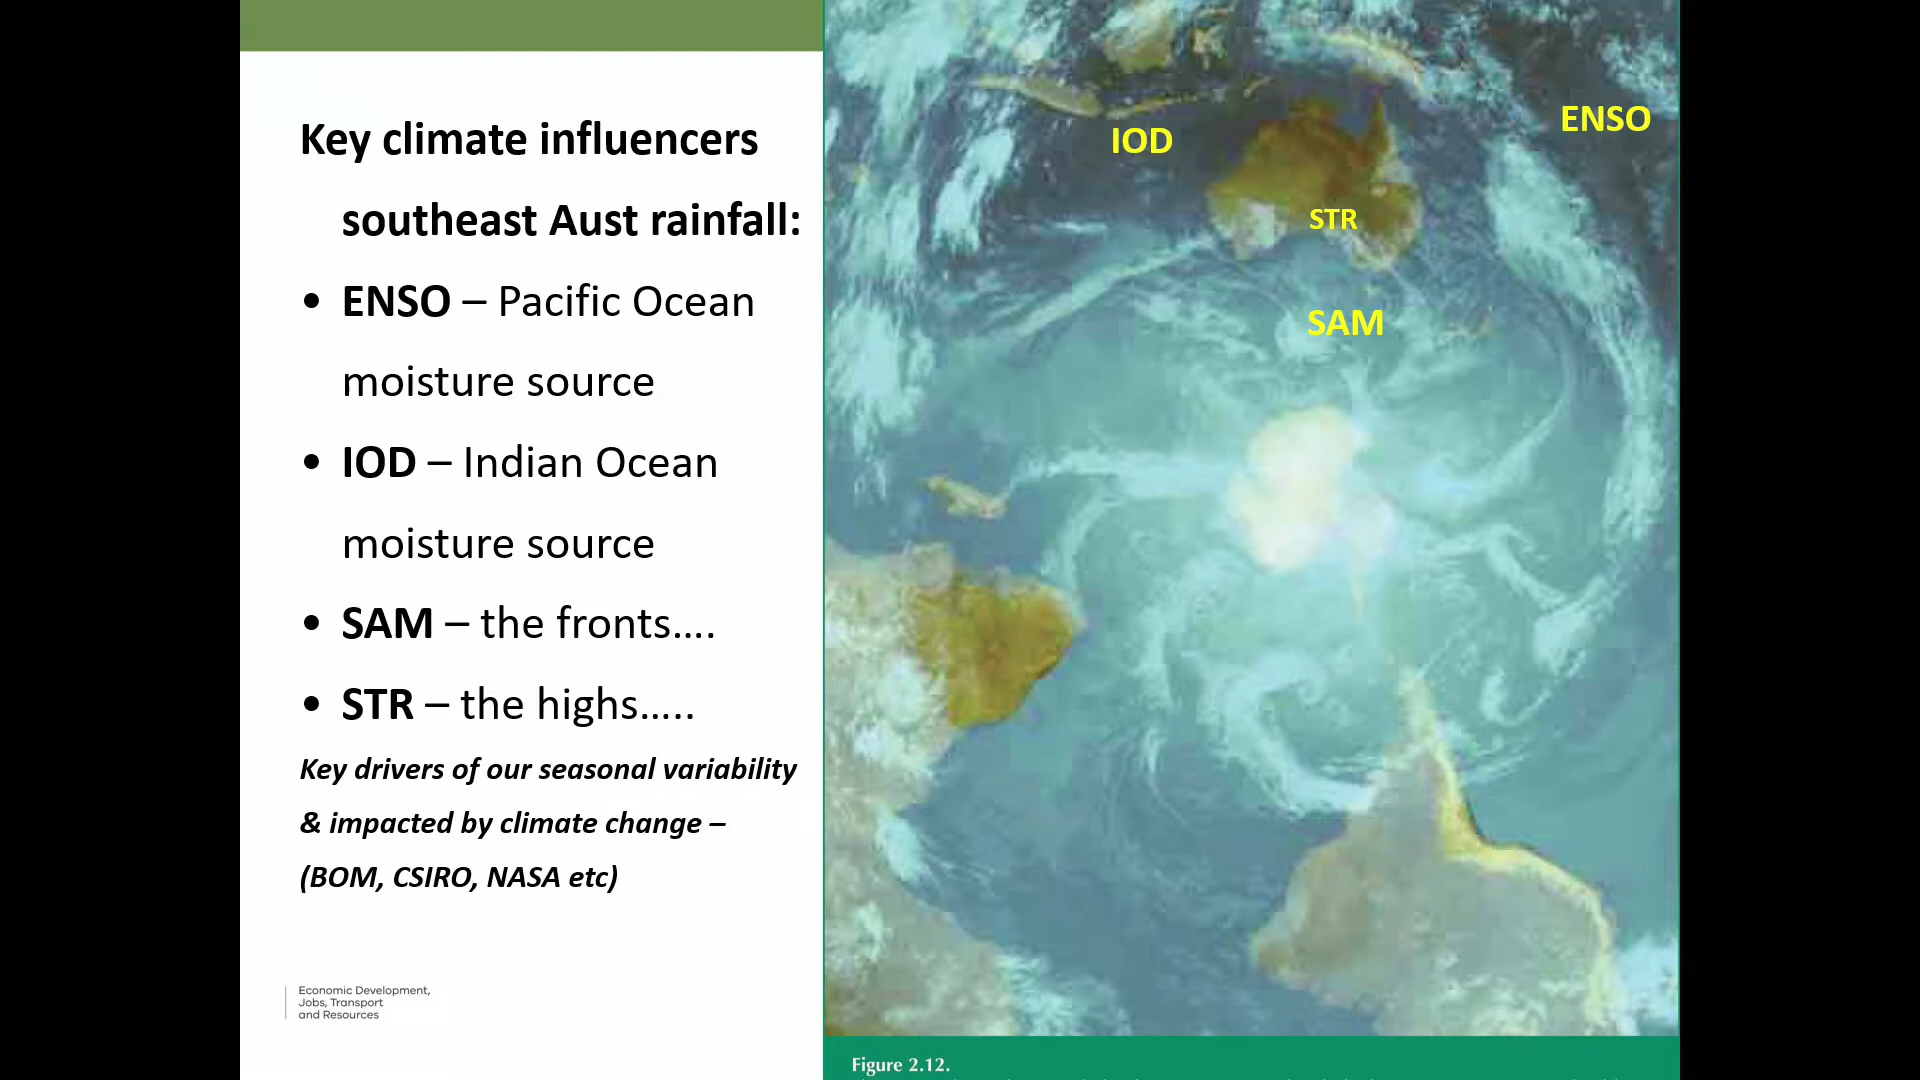 Key climate influencers
southeast Aust rainfall:
• ENSO – Pacific Ocean
moisture source
• IOD – Indian Ocean
moisture source
• SAM – the fronts....
• STR – the highs.....
Key drivers of our seasonal variability
& impacted by climate change –
(BOM, CSIRO, NASA etc)
Economic Development,
Jobs, Transport
and Resources
ENSO
IOD
STR
SAM
Figure 2.12.